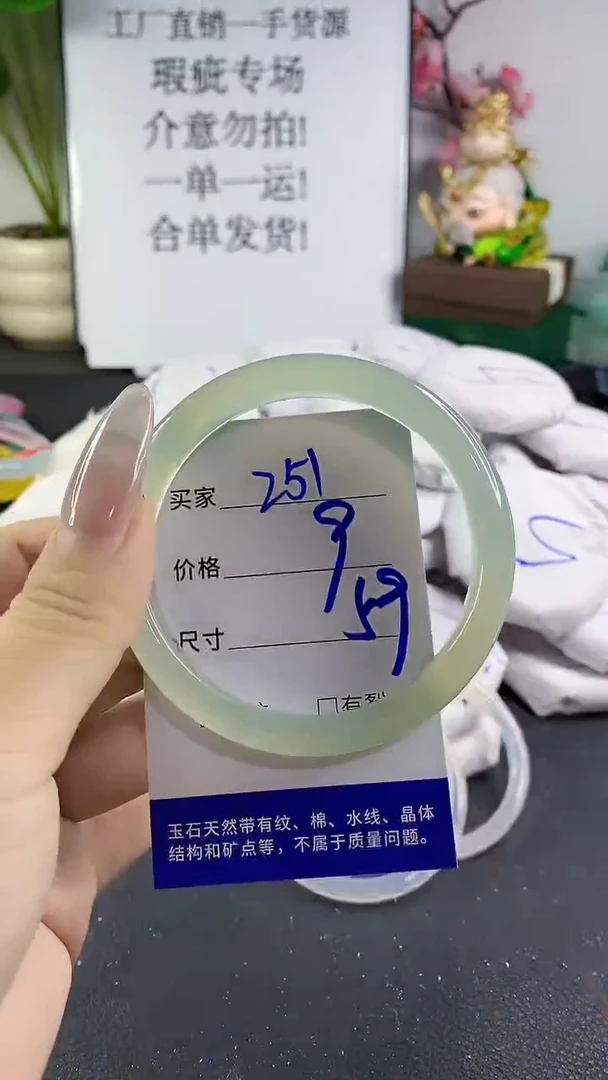 工厂直销一手货源
瑕疵专场
介意勿拍!
一单一运!
合单发货!
买家 251
价格 9
尺寸 59
口有裂
玉石天然带有纹、棉、水线、晶体
结构和矿点等，不属于质量问题。